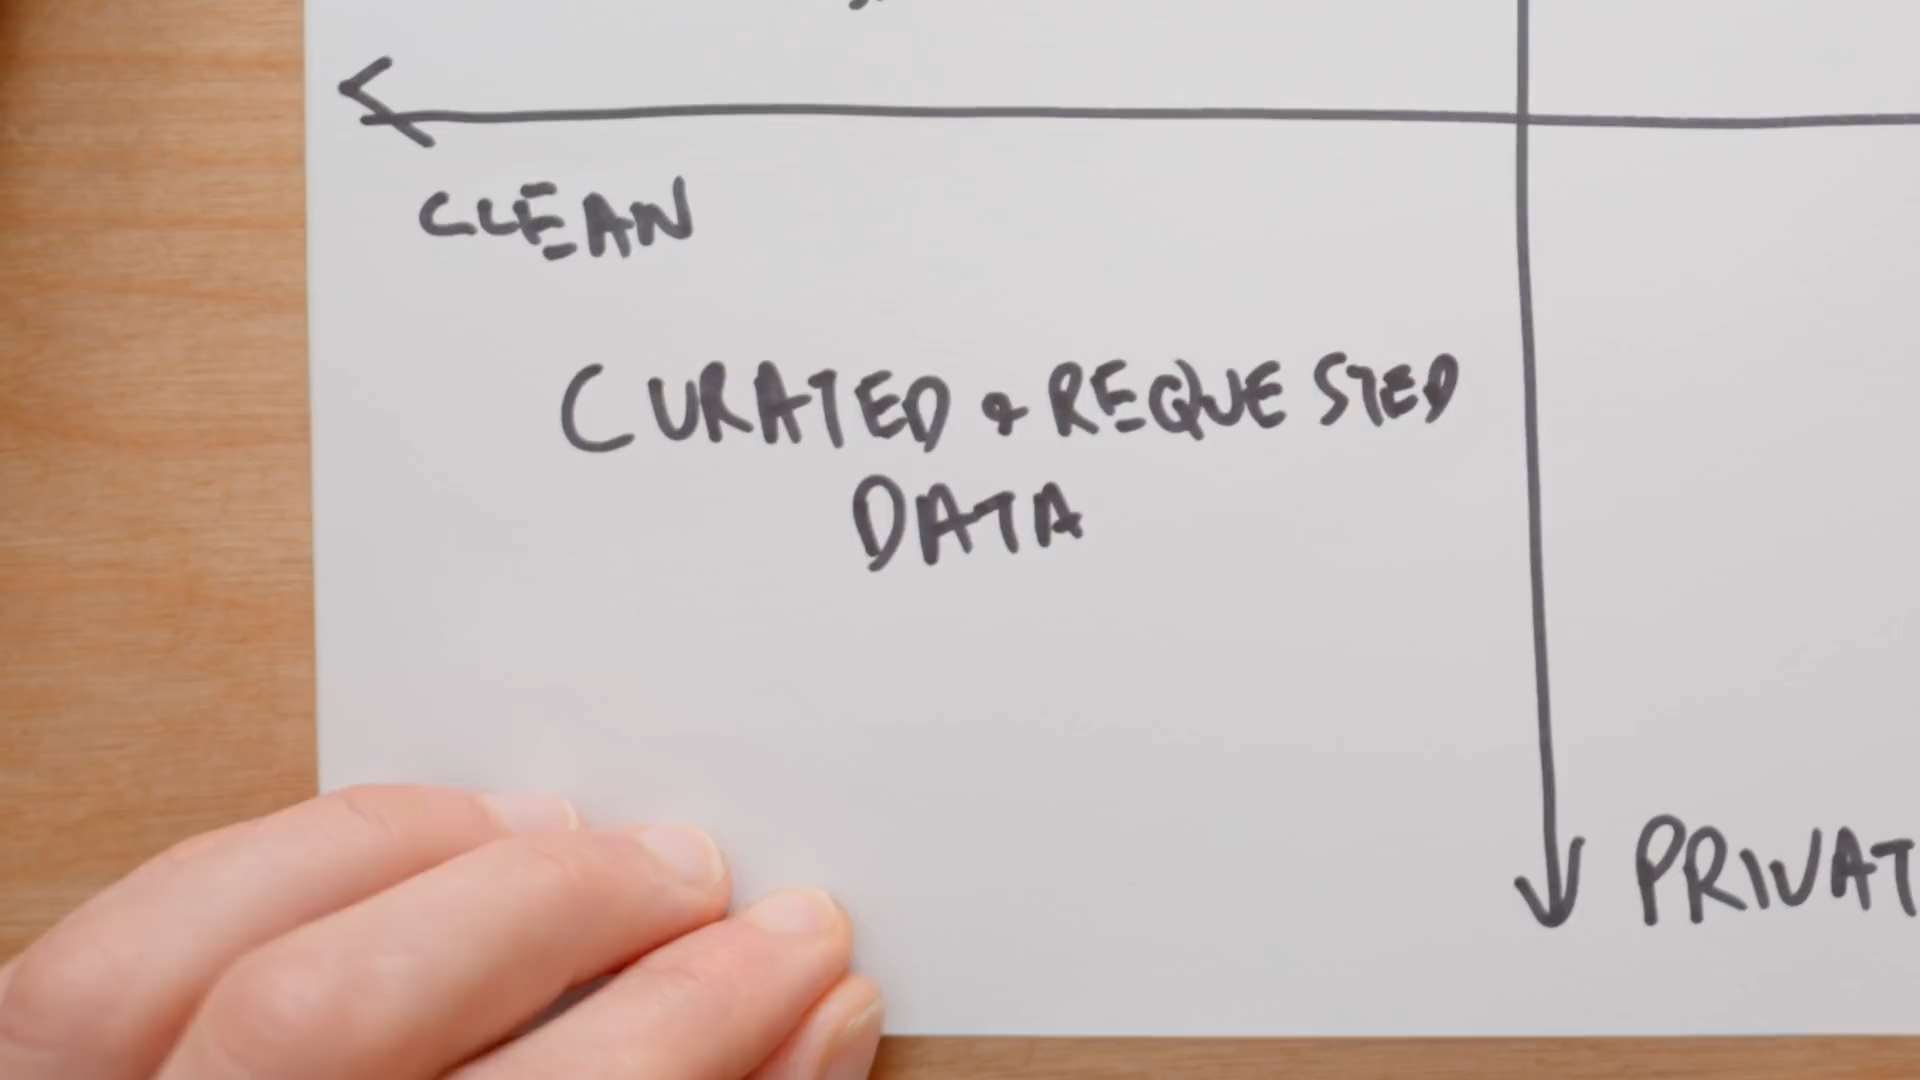 CLEAN
CURATED & REQUESTED
DATA
PRIVAT